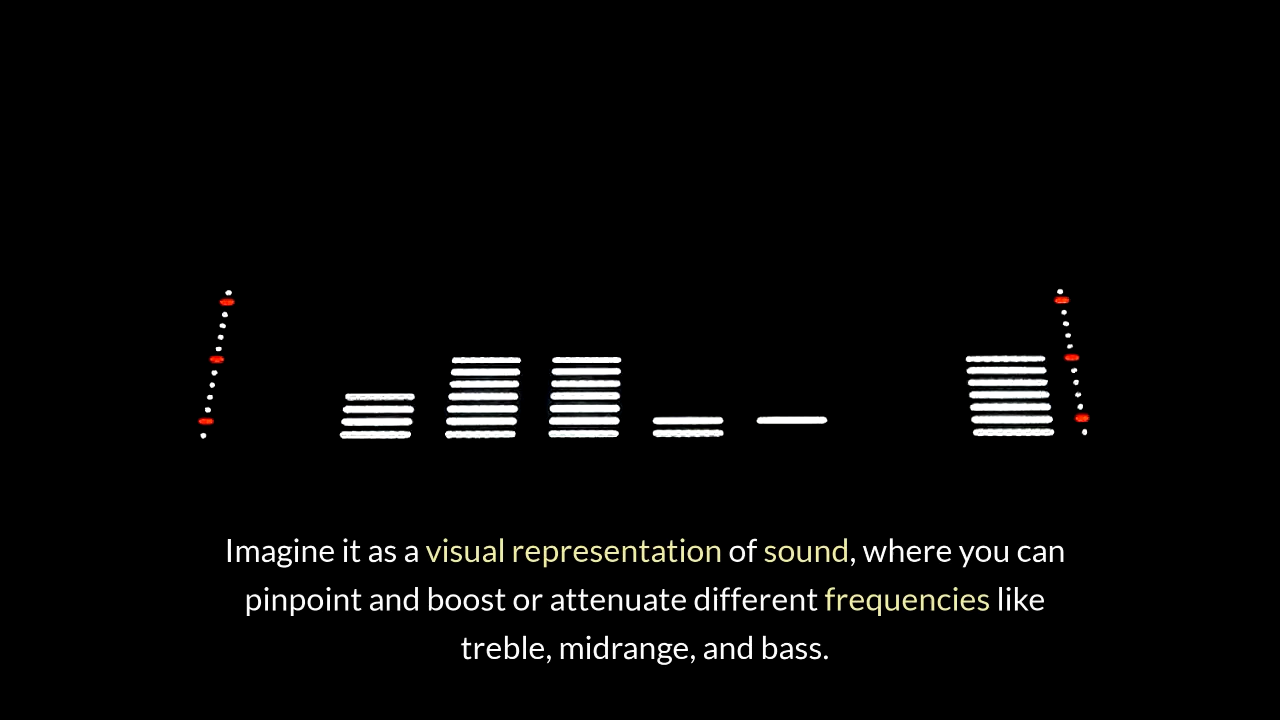 Imagine it as a visual representation of sound, where you can
pinpoint and boost or attenuate different frequencies like
treble, midrange, and bass.